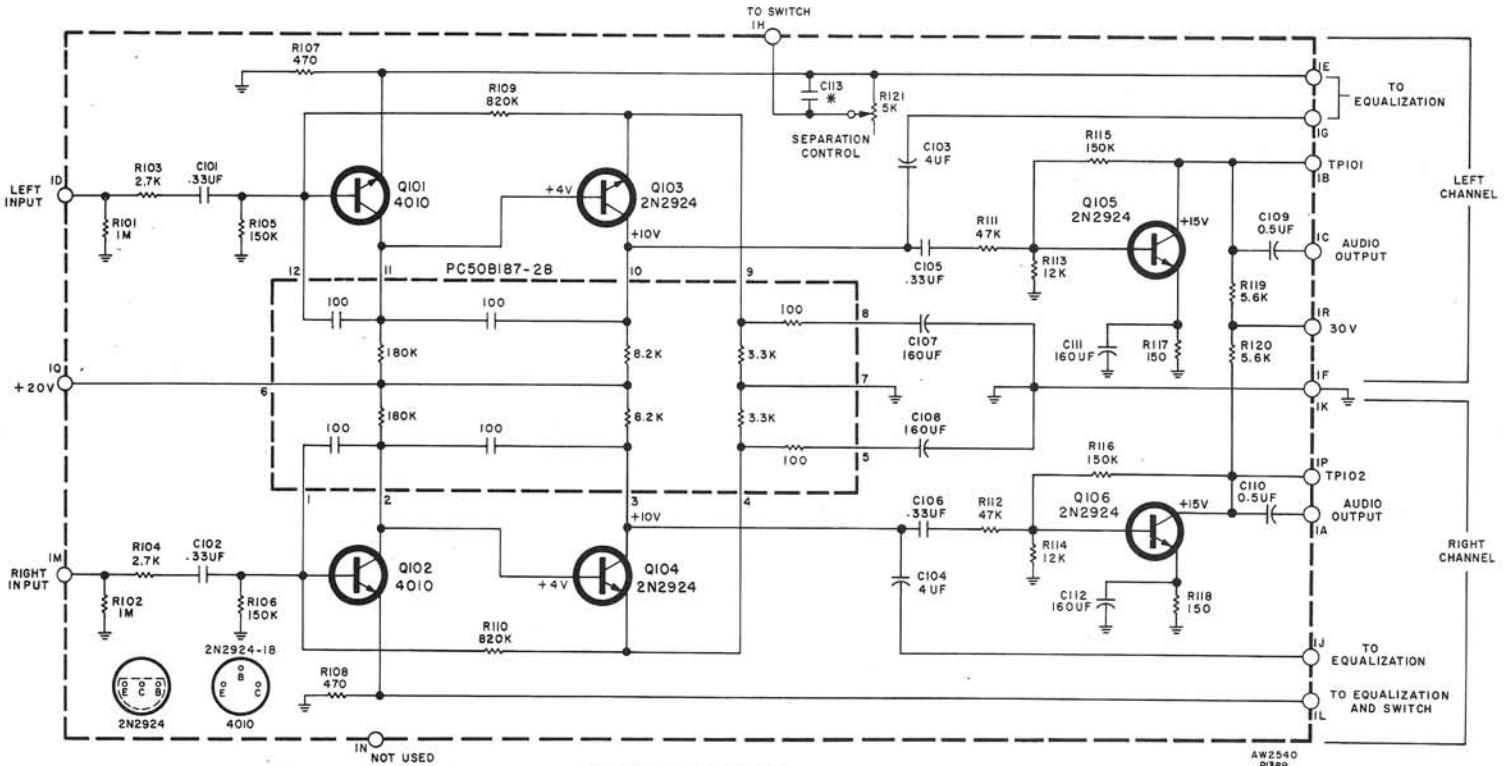 TO SWITCH
1H
R107
470
1E
C113
*
R121
5K
TO
EQUALIZATION
R109
820K
SEPARATION
CONTROL
1G
C103
4UF
R115
150K
TP101
1B
R103
2.7K
C101
.33UF
1D
LEFT
INPUT
Q101
4010
+4V
Q103
2N2924
Q105
2N2924
LEFT
CHANNEL
R101
1M
R105
150K
+10V
R111
47K
+15V
C109
0.5UF
1C
AUDIO
OUTPUT
12
11
PC50B187-28
10
9
C105
.33UF
R113
12K
R119
5.6K
100
100
100
8
C107
160UF
1R
30V
180K
8.2K
3.3K
C111
160UF
R117
150
R120
5.6K
1Q
+20V
6
7
1F
1K
180K
8.2K
3.3K
C108
160UF
100
100
100
5
R116
150K
1P
TP102
1
2
3
4
+10V
C106
.33UF
R112
47K
Q106
2N2924
+15V
C110
0.5UF
AUDIO
OUTPUT
1A
1M
RIGHT
INPUT
R104
2.7K
C102
.33UF
Q102
4010
+4V
Q104
2N2924
R114
12K
RIGHT
CHANNEL
R102
1M
R106
150K
C104
4UF
C112
160UF
R118
150
R110
820K
1J
TO
EQUALIZATION
2N2924-18
E C B
B
E C
R108
470
TO EQUALIZATION
AND SWITCH
1L
2N2924
4010
1N
NOT USED
AW2540
P1389